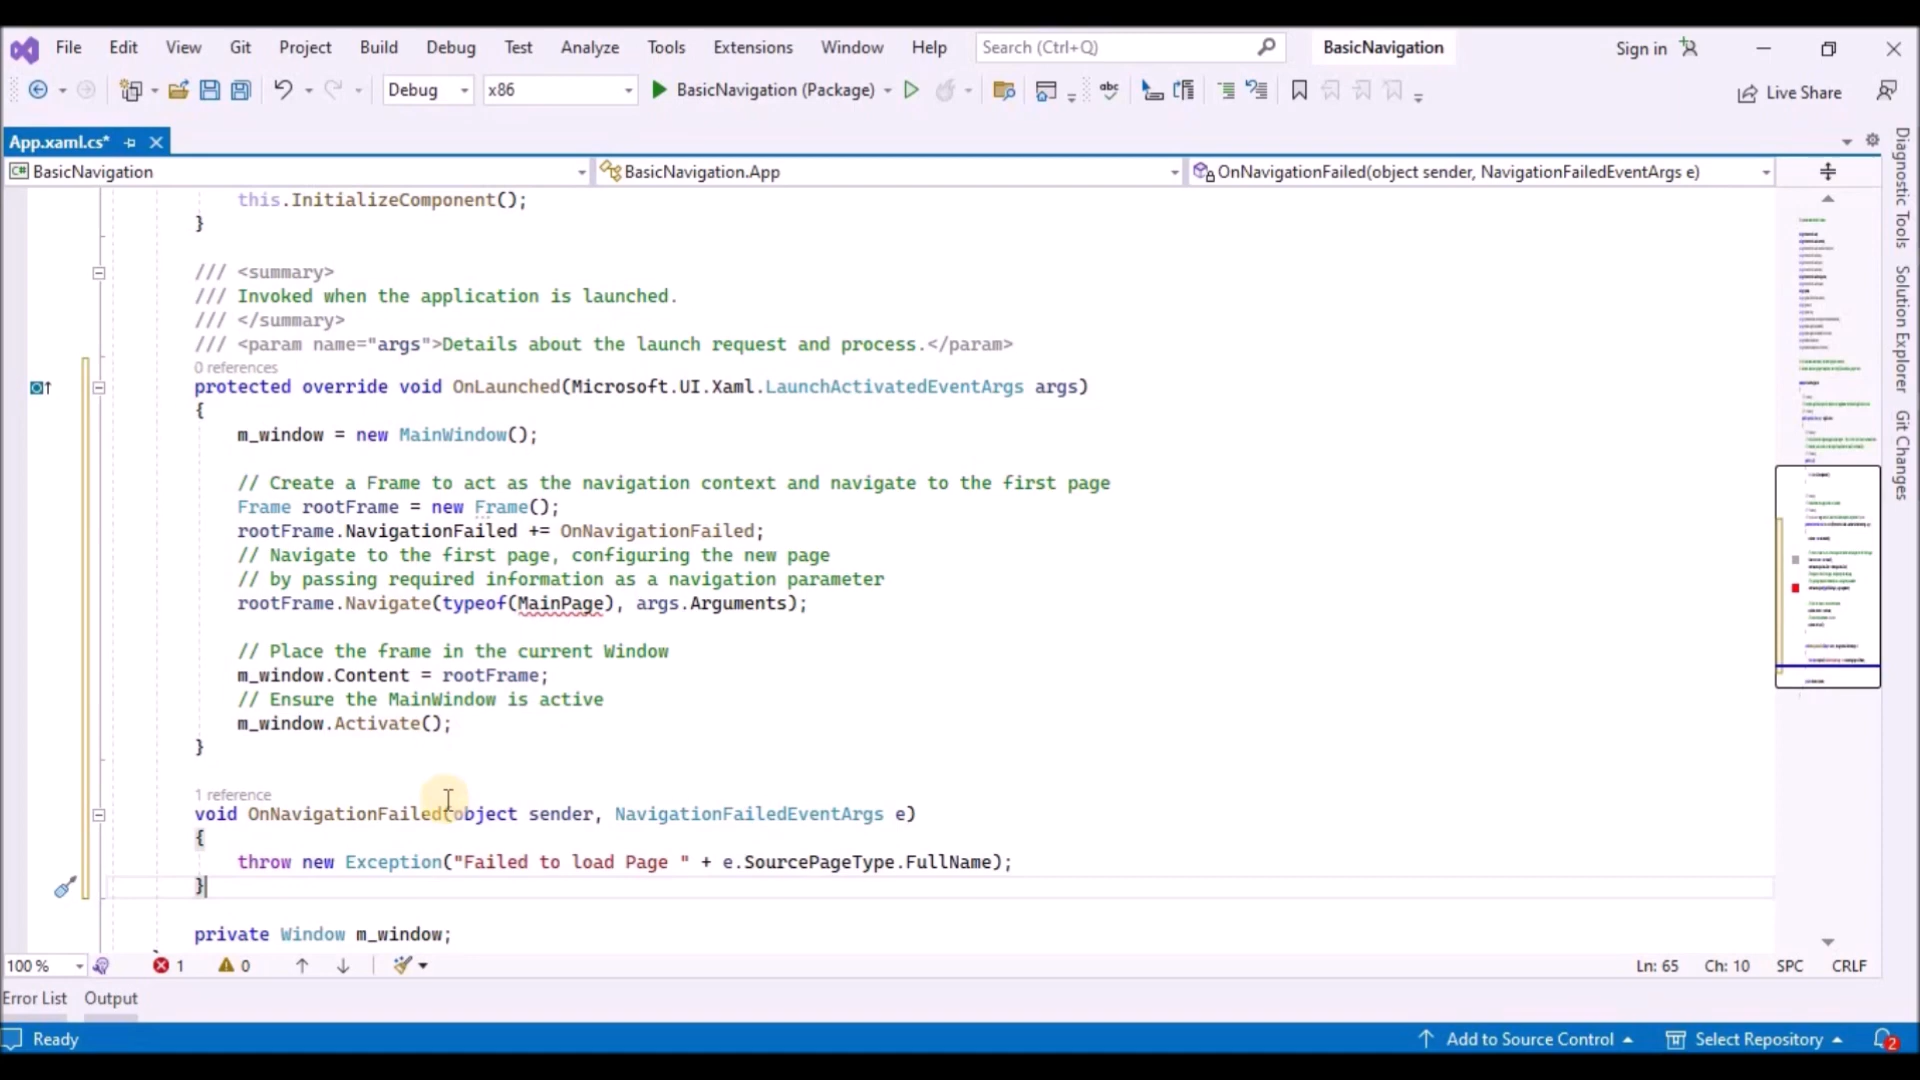 File Edit View Git Project Build Debug Test Analyze Tools Extensions Window Help Search (Ctrl+Q) BasicNavigation Sign in
Debug x86 BasicNavigation (Package) Live Share
App.xaml.cs*
BasicNavigation BasicNavigation.App OnNavigationFailed(object sender, NavigationFailedEventArgs e)
this.InitializeComponent();
}
/// <summary>
/// Invoked when the application is launched.
/// </summary>
/// <param name="args">Details about the launch request and process.</param>
0 references
protected override void OnLaunched(Microsoft.UI.Xaml.LaunchActivatedEventArgs args)
{
m_window = new MainWindow();
// Create a Frame to act as the navigation context and navigate to the first page
Frame rootFrame = new Frame();
rootFrame.NavigationFailed += OnNavigationFailed;
// Navigate to the first page, configuring the new page
// by passing required information as a navigation parameter
rootFrame.Navigate(typeof(MainPage), args.Arguments);
// Place the frame in the current Window
m_window.Content = rootFrame;
// Ensure the MainWindow is active
m_window.Activate();
}
1 reference
void OnNavigationFailed(object sender, NavigationFailedEventArgs e)
{
throw new Exception("Failed to load Page " + e.SourcePageType.FullName);
}
private Window m_window;
100 % 1 0 Ln: 65 Ch: 10 SPC CRLF
Error List Output
Ready Add to Source Control Select Repository 2
Diagnostic Tools
Solution Explorer
Git Changes